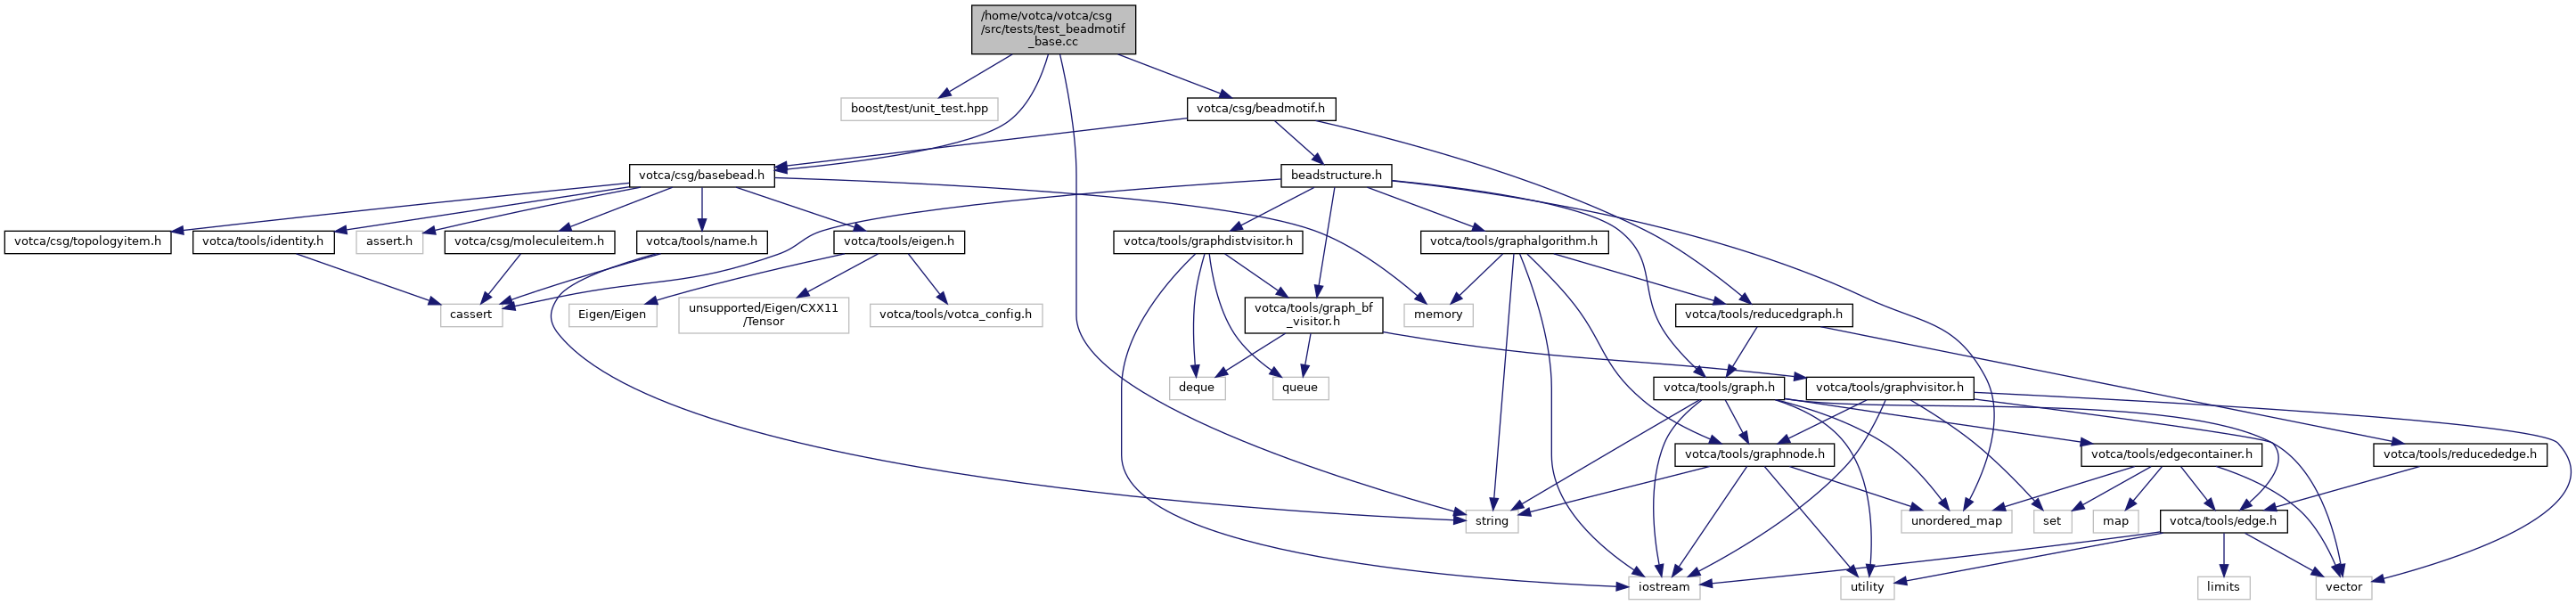 /home/votca/votca/csg
/src/tests/test_beadmotif
_base.cc
boost/test/unit_test.hpp
votca/csg/beadmotif.h
votca/csg/basebead.h
beadstructure.h
votca/csg/topologyitem.h
votca/tools/identity.h
assert.h
votca/csg/moleculeitem.h
votca/tools/name.h
votca/tools/eigen.h
votca/tools/graphdistvisitor.h
votca/tools/graphalgorithm.h
cassert
Eigen/Eigen
unsupported/Eigen/CXX11
/Tensor
votca/tools/votca_config.h
votca/tools/graph_bf
_visitor.h
memory
votca/tools/reducedgraph.h
deque
queue
votca/tools/graph.h
votca/tools/graphvisitor.h
votca/tools/graphnode.h
votca/tools/edgecontainer.h
votca/tools/reducededge.h
string
unordered_map
set
map
votca/tools/edge.h
iostream
utility
limits
vector